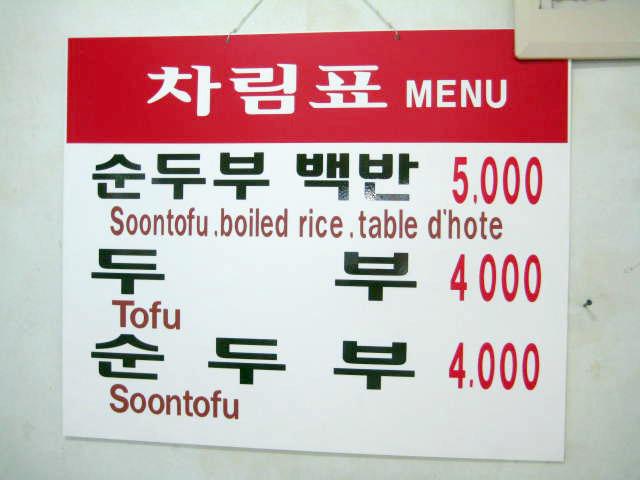 차림표 MENU
순두부 백반 5,000
Soontofu,boiled rice,table d'hote
두 부 4 000
Tofu
순 두 부 4,000
Soontofu